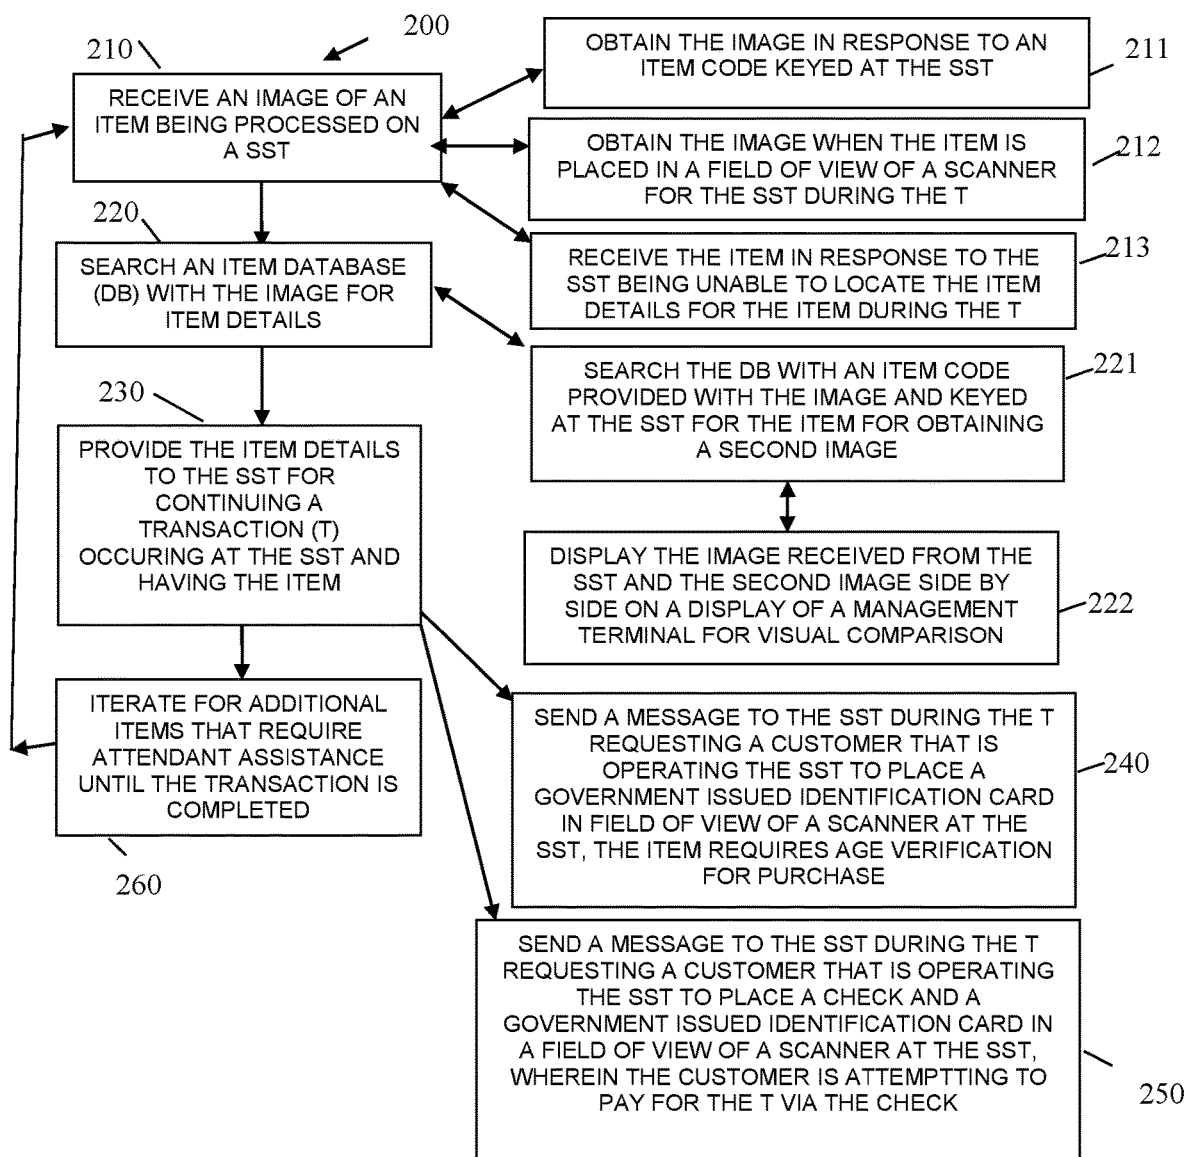 200
210
RECEIVE AN IMAGE OF AN
ITEM BEING PROCESSED ON
A SST
OBTAIN THE IMAGE IN RESPONSE TO AN
ITEM CODE KEYED AT THE SST
211
OBTAIN THE IMAGE WHEN THE ITEM IS
PLACED IN A FIELD OF VIEW OF A SCANNER
FOR THE SST DURING THE T
212
RECEIVE THE ITEM IN RESPONSE TO THE
SST BEING UNABLE TO LOCATE THE ITEM
DETAILS FOR THE ITEM DURING THE T
213
220
SEARCH AN ITEM DATABASE
(DB) WITH THE IMAGE FOR
ITEM DETAILS
SEARCH THE DB WITH AN ITEM CODE
PROVIDED WITH THE IMAGE AND KEYED
AT THE SST FOR THE ITEM FOR OBTAINING
A SECOND IMAGE
221
DISPLAY THE IMAGE RECEIVED FROM THE
SST AND THE SECOND IMAGE SIDE BY
SIDE ON A DISPLAY OF A MANAGEMENT
TERMINAL FOR VISUAL COMPARISON
222
230
PROVIDE THE ITEM DETAILS
TO THE SST FOR
CONTINUING A
TRANSACTION (T)
OCCURING AT THE SST AND
HAVING THE ITEM
SEND A MESSAGE TO THE SST DURING THE T
REQUESTING A CUSTOMER THAT IS
OPERATING THE SST TO PLACE A
GOVERNMENT ISSUED IDENTIFICATION CARD
IN FIELD OF VIEW OF A SCANNER AT THE
SST, THE ITEM REQUIRES AGE VERIFICATION
FOR PURCHASE
240
SEND A MESSAGE TO THE SST DURING THE T
REQUESTING A CUSTOMER THAT IS OPERATING
THE SST TO PLACE A CHECK AND A
GOVERNMENT ISSUED IDENTIFICATION CARD IN
A FIELD OF VIEW OF A SCANNER AT THE SST,
WHEREIN THE CUSTOMER IS ATTEMPTTING TO
PAY FOR THE T VIA THE CHECK
250
ITERATE FOR ADDITIONAL
ITEMS THAT REQUIRE
ATTENDANT ASSISTANCE
UNTIL THE TRANSACTION IS
COMPLETED
260